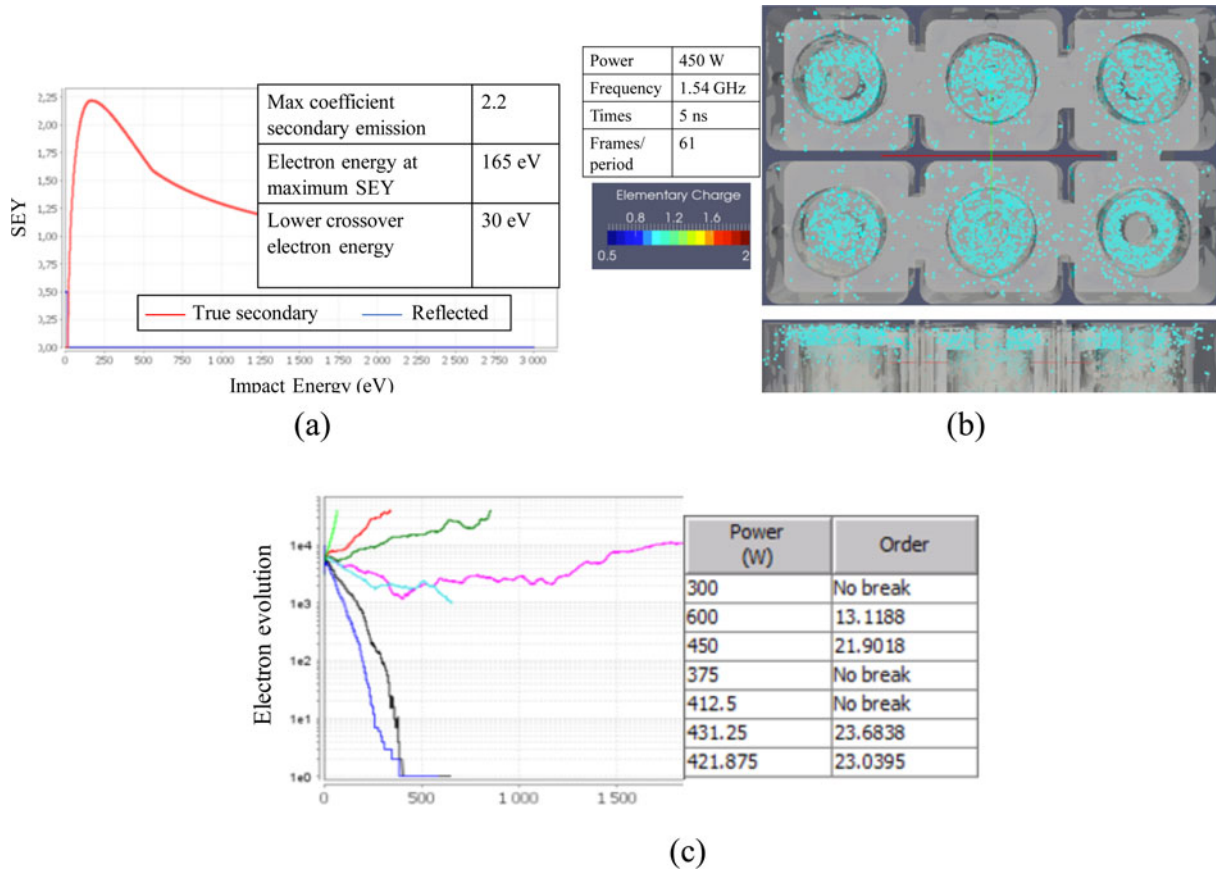 2,25
2,00
1,75
1,50
1,25
1,00
0,75
0,50
0,25
0,00
SEY
0 250 500 750 1 000 1 250 1 500 1 750 2 000 2 250 2 500 2 750 3 000
Impact Energy (eV)
Max coefficient
secondary emission
2.2
Electron energy at
maximum SEY
165 eV
Lower crossover
electron energy
30 eV
True secondary Reflected
(a)
Power 450 W
Frequency 1.54 GHz
Times 5 ns
Frames/
period
61
Elementary Charge
0.8 1.2 1.6
0.5 2
(b)
Electron evolution
1e4
1e3
1e2
1e1
1e0
0 500 1 000 1 500
Power
(W)
Order
300 No break
600 13.1188
450 21.9018
375 No break
412.5 No break
431.25 23.6838
421.875 23.0395
(c)